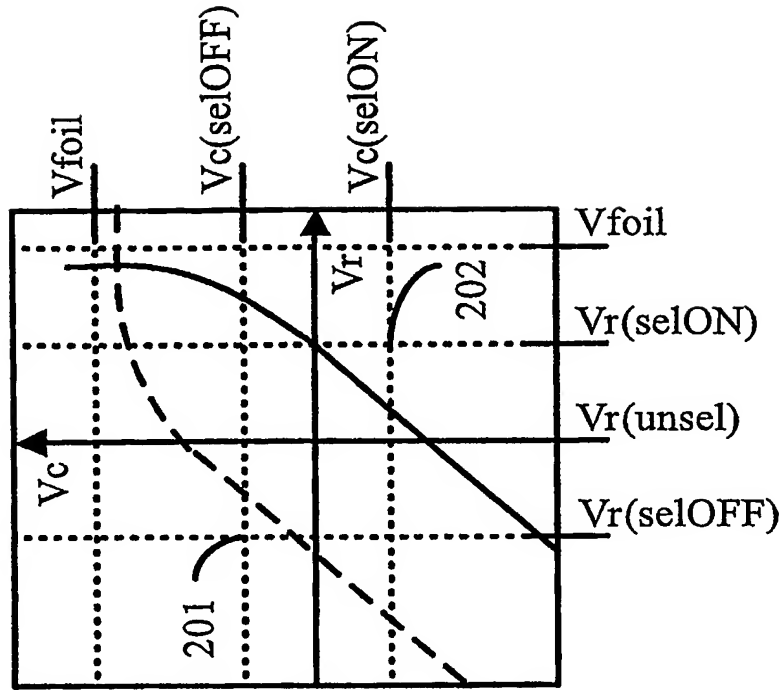 Vfoil
Vc(selOFF)
Vc(selON)
Vfoil
Vr
202
Vr(selON)
Vr(unsel)
Vc
Vr(selOFF)
201